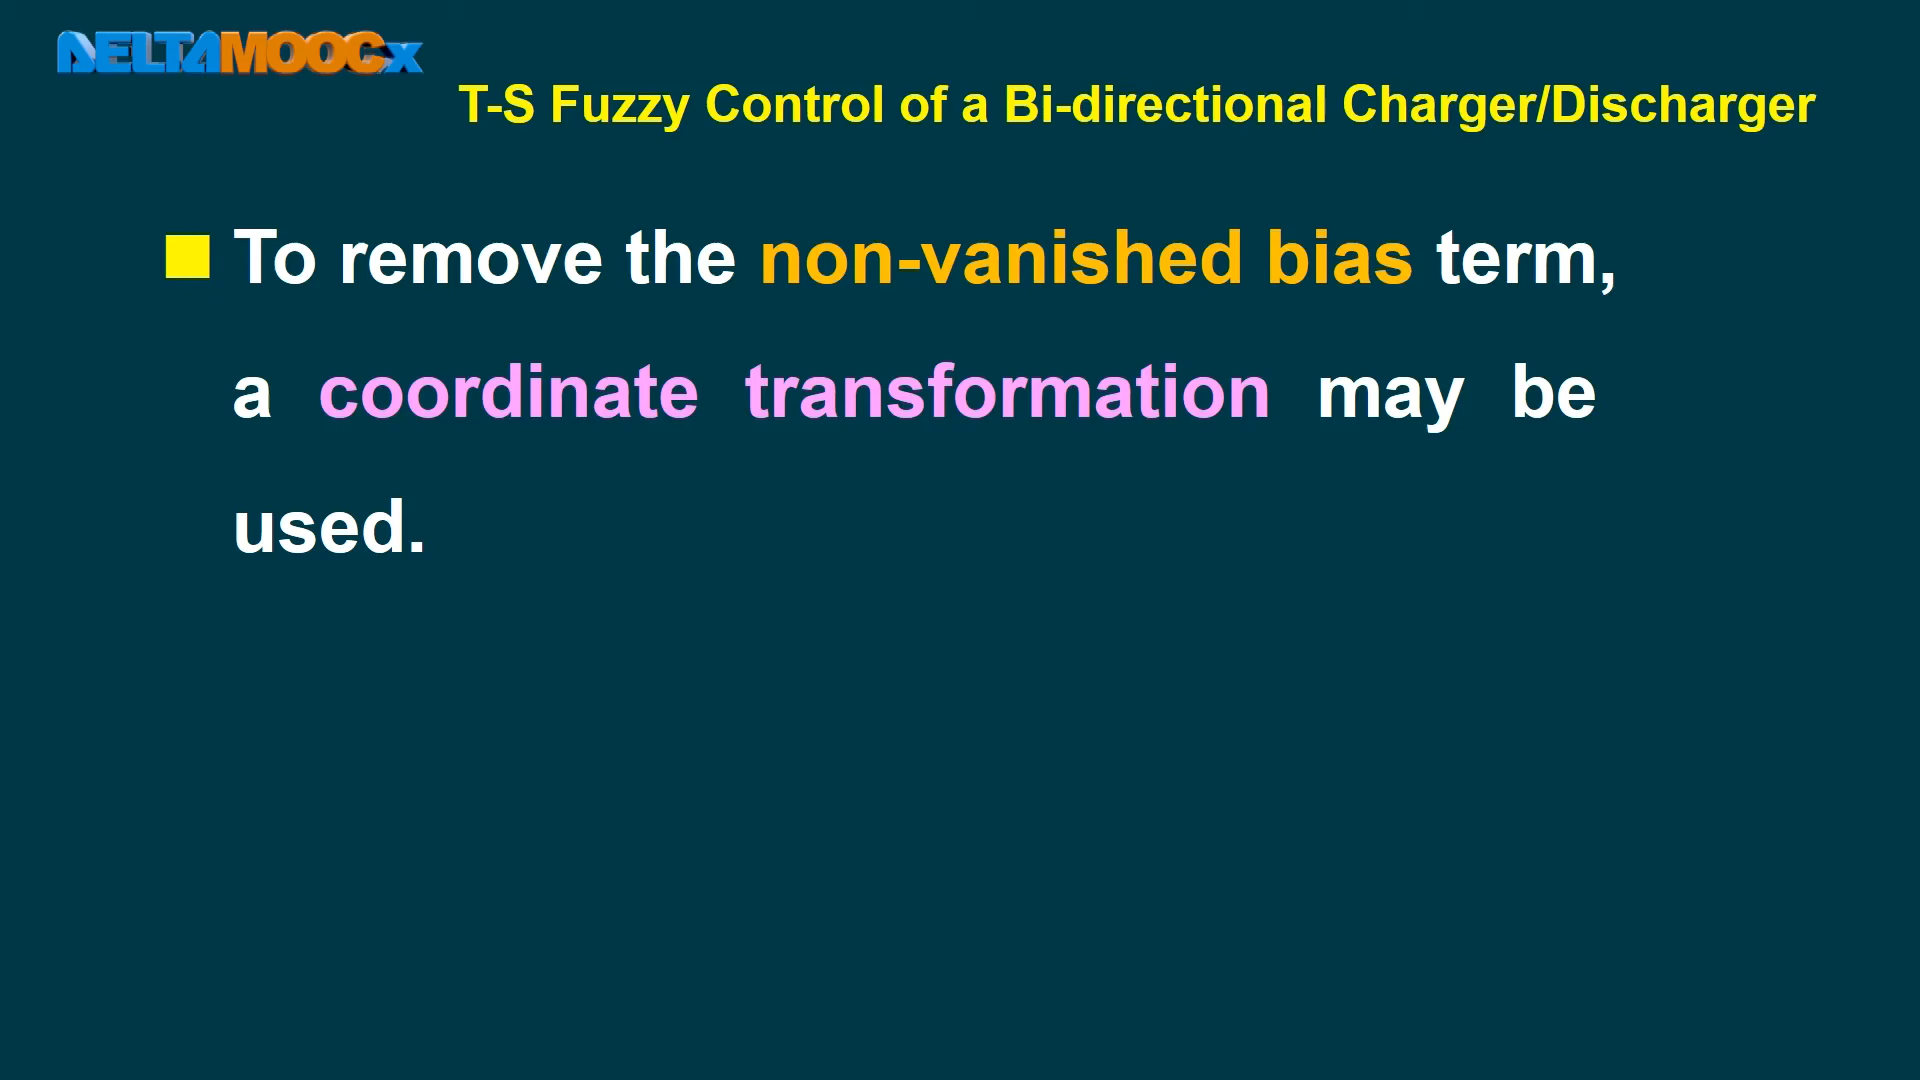 DELTAMOOCx
T-S Fuzzy Control of a Bi-directional Charger/Discharger
To remove the non-vanished bias term,
a coordinate transformation may be
used.